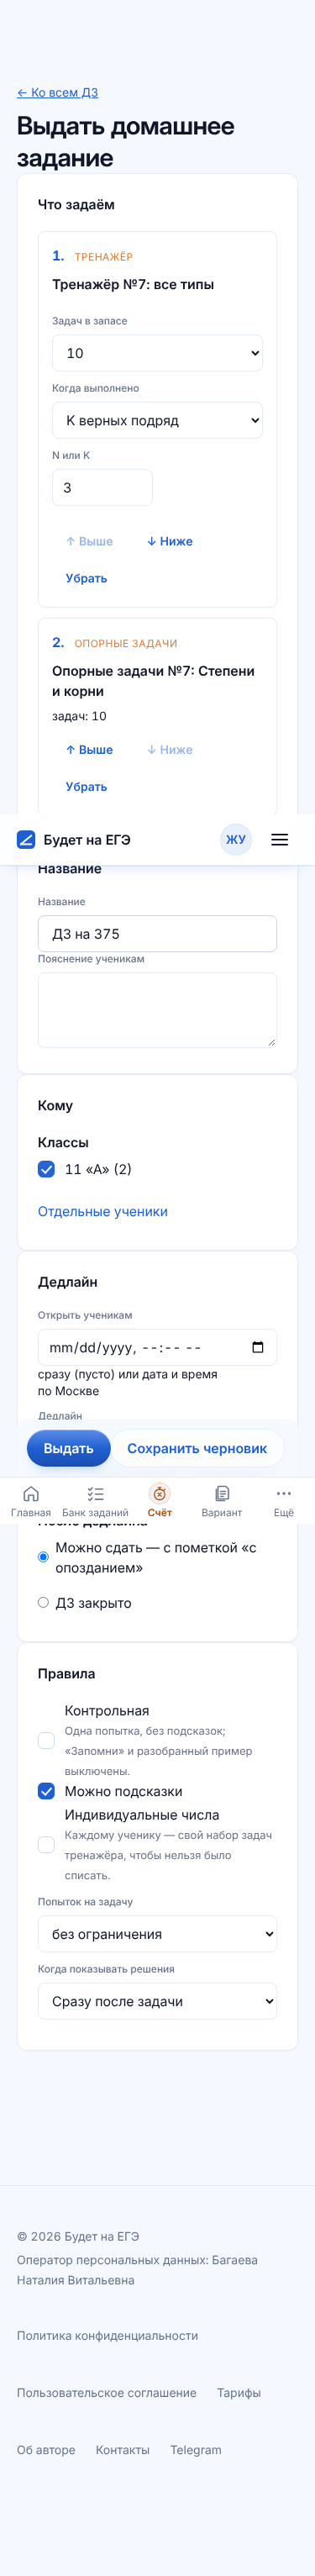 ← Ко всем ДЗ
Выдать домашнее
задание
Что задаём
1. ТРЕНАЖЁР
Тренажёр №7: все типы
Задач в запасе
10
Когда выполнено
K верных подряд
N или K
3
↑ Выше ↓ Ниже
Убрать
2. ОПОРНЫЕ ЗАДАЧИ
Опорные задачи №7: Степени
и корни
задач: 10
↑ Выше ↓ Ниже
Убрать
Будет на ЕГЭ ЖУ
Название
Название
ДЗ на 375
Пояснение ученикам
Кому
Классы
11 «А» (2)
Отдельные ученики
Дедлайн
Открыть ученикам
mm/dd/yyyy, --:-- --
сразу (пусто) или дата и время
по Москве
Дедлайн
Выдать Сохранить черновик
Главная Банк заданий Счёт Вариант Ещё
После дедлайна
Можно сдать — с пометкой «с
опозданием»
ДЗ закрыто
Правила
Контрольная
Одна попытка, без подсказок;
«Запомни» и разобранный пример
выключены.
Можно подсказки
Индивидуальные числа
Каждому ученику — свой набор задач
тренажёра, чтобы нельзя было
списать.
Попыток на задачу
без ограничения
Когда показывать решения
Сразу после задачи
© 2026 Будет на ЕГЭ
Оператор персональных данных: Багаева
Наталия Витальевна
Политика конфиденциальности
Пользовательское соглашение Тарифы
Об авторе Контакты Telegram